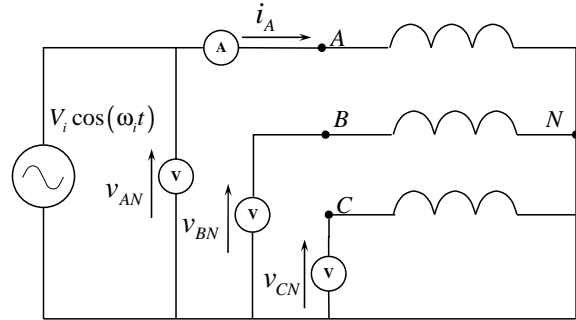 i_A
A
A
V_i cos(ω_i t)
B
N
v_AN
V
v_BN
V
C
v_CN
V